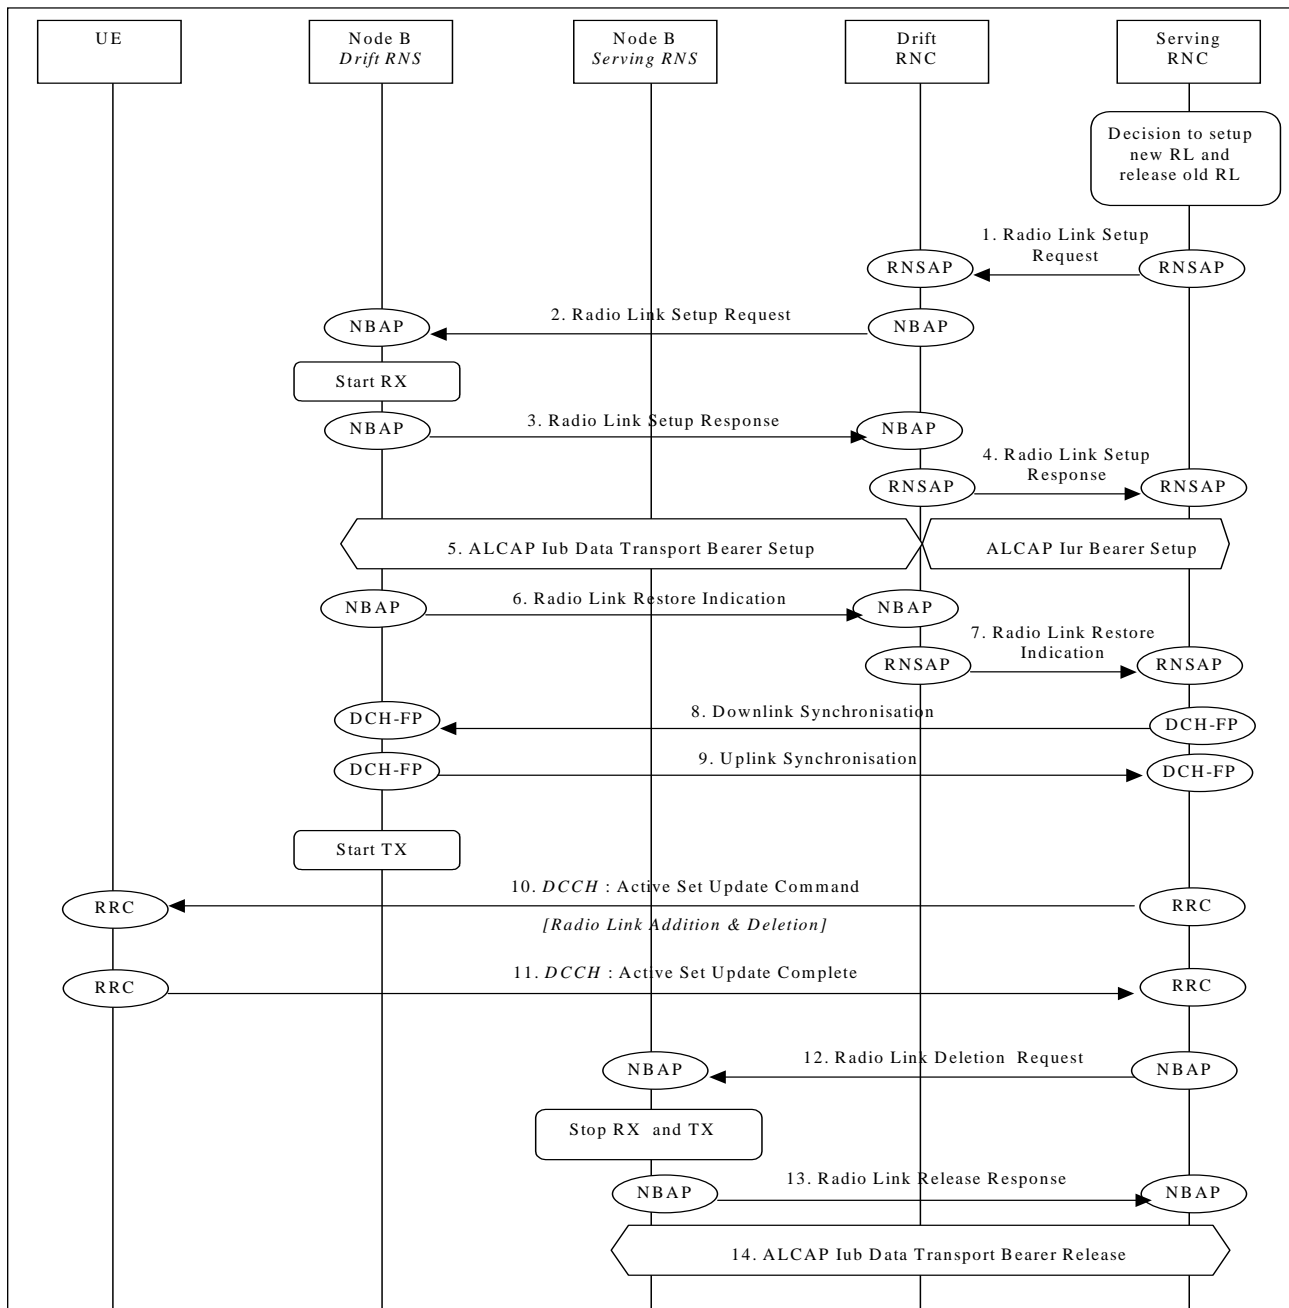 UE
Node B
Drift RNS
Node B
Serving RNS
Drift
RNC
Serving
RNC
Decision to setup
new RL and
release old RL
1. Radio Link Setup
Request
RNSAP
RNSAP
2. Radio Link Setup Request
NBAP
NBAP
Start RX
3. Radio Link Setup Response
NBAP
NBAP
4. Radio Link Setup
Response
RNSAP
RNSAP
5. ALCAP Iub Data Transport Bearer Setup
ALCAP Iur Bearer Setup
6. Radio Link Restore Indication
NBAP
NBAP
7. Radio Link Restore
Indication
RNSAP
RNSAP
8. Downlink Synchronisation
DCH-FP
DCH-FP
9. Uplink Synchronisation
DCH-FP
DCH-FP
Start TX
10. DCCH : Active Set Update Command
RRC
RRC
[Radio Link Addition & Deletion]
11. DCCH : Active Set Update Complete
RRC
RRC
12. Radio Link Deletion Request
NBAP
NBAP
Stop RX and TX
13. Radio Link Release Response
NBAP
NBAP
14. ALCAP Iub Data Transport Bearer Release